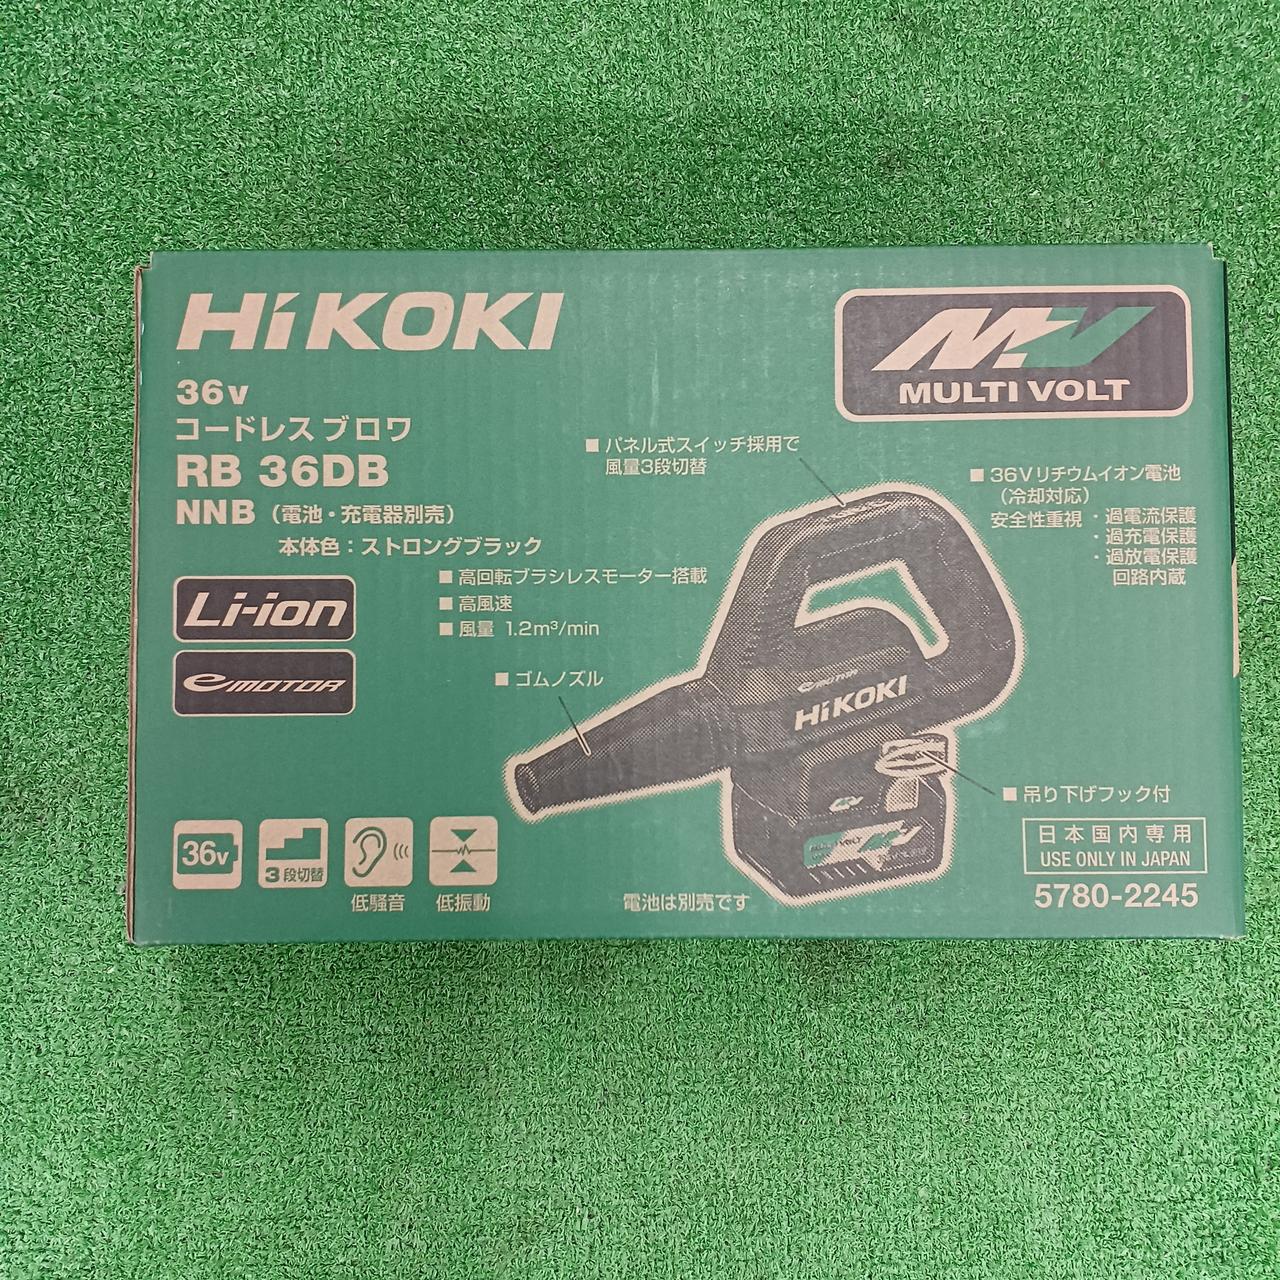 HiKOKI
36V
コードレスブロワ
RB 36DB
NNB（電池・充電器別売）
本体色：ストロングブラック
MULTI VOLT
■ パネル式スイッチ採用で
風量3段切替
■ 36Vリチウムイオン電池
（冷却対応）
安全性重視 ・過電流保護
・過充電保護
・過放電保護
回路内蔵
■ 高回転ブラシレスモーター搭載
■ 高風速
■ 風量 1.2m³/min
Li-ion
e MOTOR
■ ゴムノズル
HiKOKI
■ 吊り下げフック付
36V
3段切替
低騒音
低振動
電池は別売です
日本国内専用
USE ONLY IN JAPAN
5780-2245